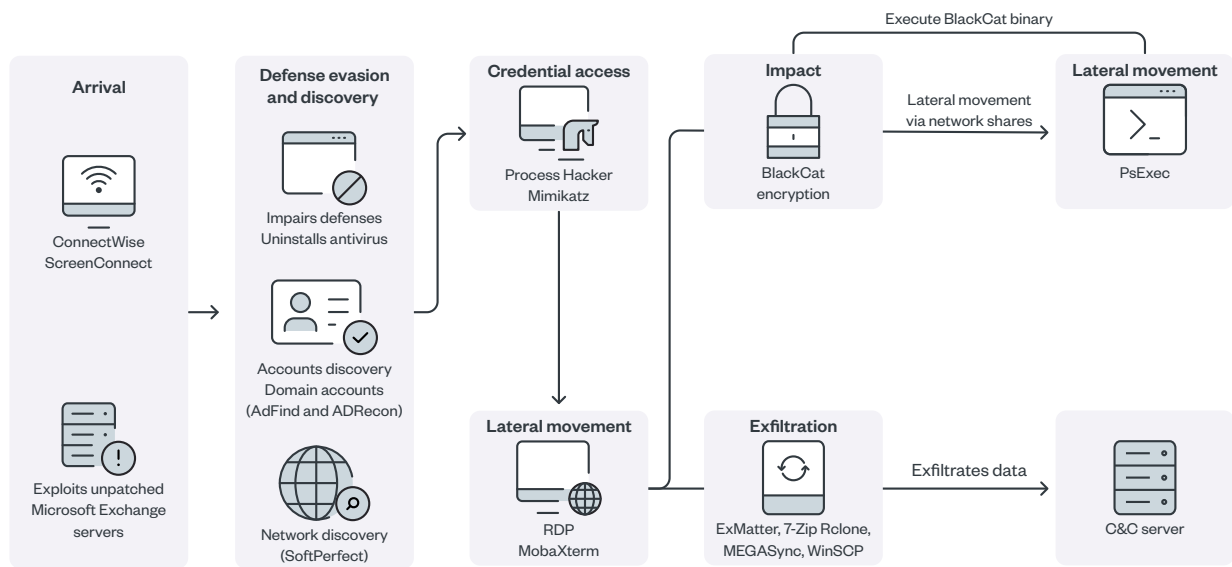 Execute BlackCat binary
Arrival
ConnectWise
ScreenConnect
Exploits unpatched
Microsoft Exchange
servers
Defense evasion
and discovery
Impairs defenses
Uninstalls antivirus
Accounts discovery
Domain accounts
(AdFind and ADRecon)
Network discovery
(SoftPerfect)
Credential access
Process Hacker
Mimikatz
Lateral movement
RDP
MobaXterm
Impact
BlackCat
encryption
Lateral movement
via network shares
Lateral movement
PsExec
Exfiltration
ExMatter, 7-Zip Rclone,
MEGASync, WinSCP
Exfiltrates data
C&C server